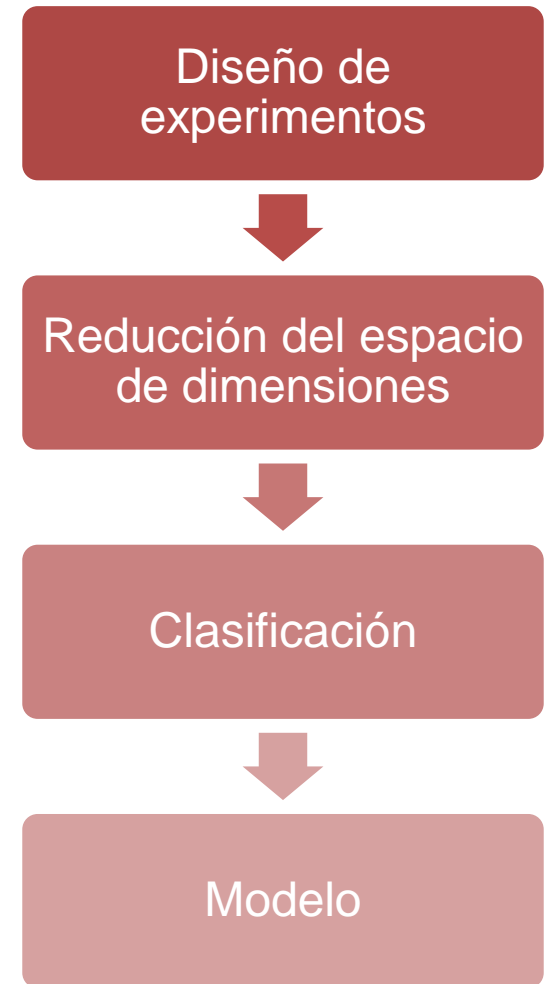 Diseño de
experimentos
Reducción del espacio
de dimensiones
Clasificación
Modelo